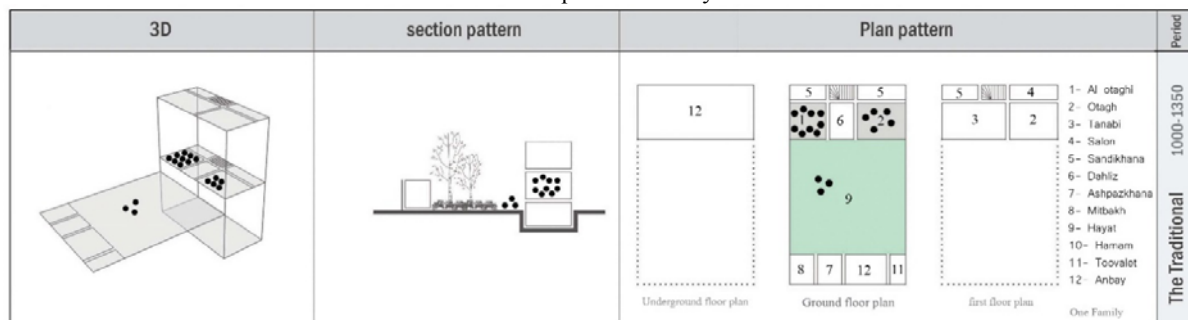 3D
section pattern
Plan pattern
Period
12
Underground floor plan
5 5
1 6 2
9
8 7 12 11
Ground floor plan
5 4
3 2
first floor plan
1- Al otaghi
2- Otagh
3- Tanabi
4- Salon
5- Sandikhana
6- Dahliz
7- Ashpazkhana
8- Mitbakh
9- Hayat
10- Hamam
11- Toovalet
12- Anbay
One Family
The Traditional 1000-1350